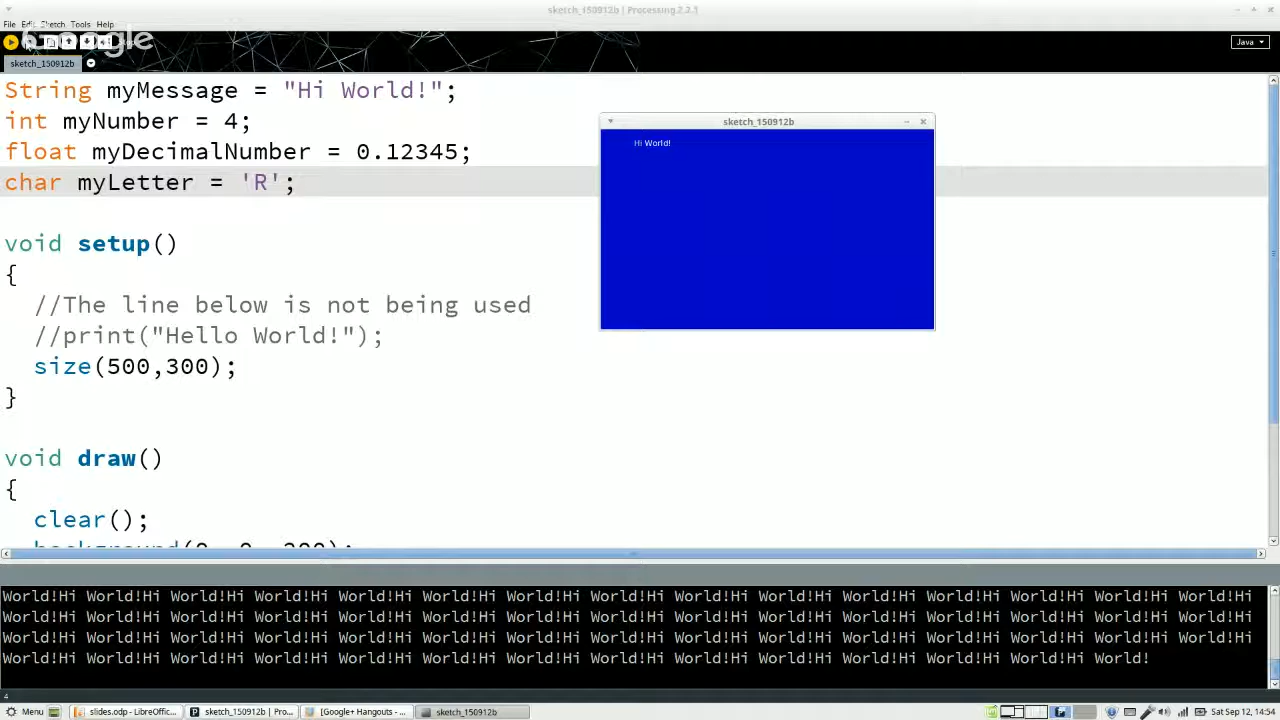 sketch_150912b | Processing 2.2.1
File Edit Sketch Tools Help
Google
Java
sketch_150912b
String myMessage = "Hi World!";
int myNumber = 4;
float myDecimalNumber = 0.12345;
char myLetter = 'R';
void setup()
{
//The line below is not being used
//print("Hello World!");
size(500,300);
}
void draw()
{
clear();
sketch_150912b
Hi World!
World!Hi World!Hi World!Hi World!Hi World!Hi World!Hi World!Hi World!Hi World!Hi World!Hi World!Hi World!Hi World!Hi World!Hi World!Hi
World!Hi World!Hi World!Hi World!Hi World!Hi World!Hi World!Hi World!Hi World!Hi World!Hi World!Hi World!Hi World!Hi World!Hi World!Hi
World!Hi World!Hi World!Hi World!Hi World!Hi World!Hi World!Hi World!Hi World!Hi World!Hi World!Hi World!Hi World!Hi World!Hi World!Hi
World!Hi World!Hi World!Hi World!Hi World!Hi World!Hi World!Hi World!Hi World!Hi World!Hi World!Hi World!Hi World!Hi World!
4
Menu slides.odp - LibreOffic... sketch_150912b | Pro... [Google+ Hangouts - ... sketch_150912b Sat Sep 12, 14:54